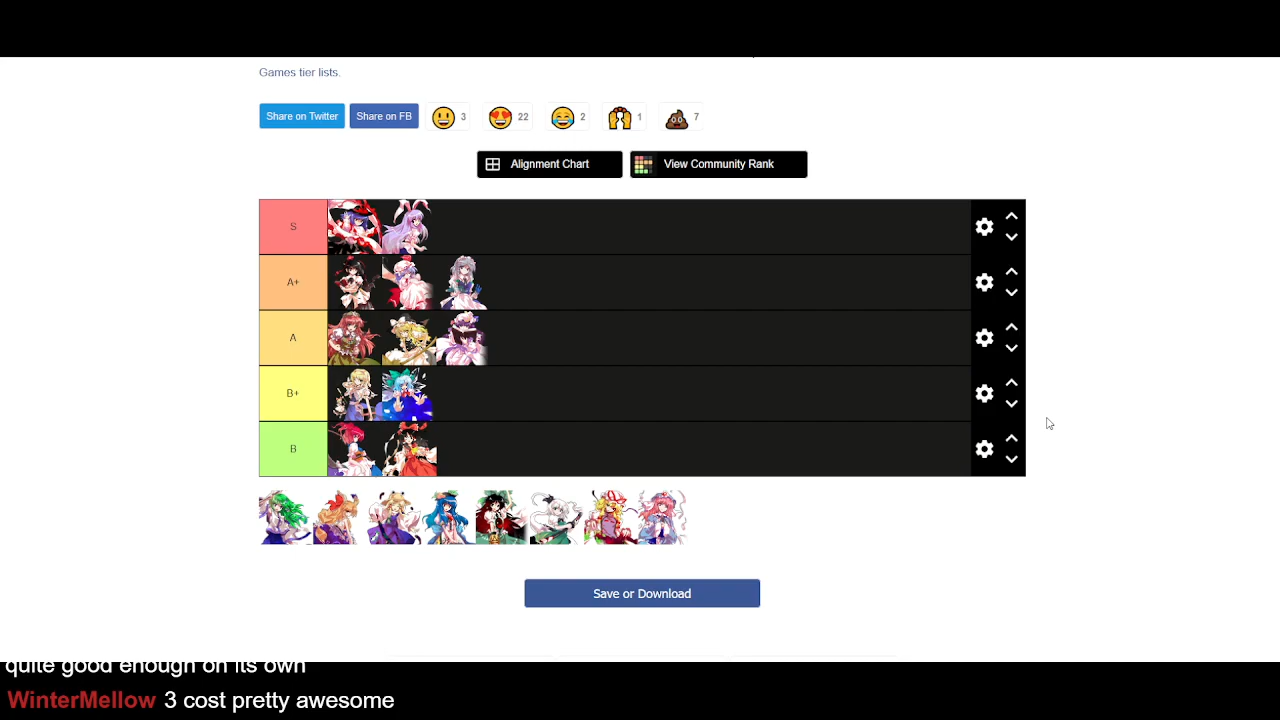 Games tier lists.
Share on Twitter Share on FB 3 22 2 1 7
Alignment Chart View Community Rank
S
A+
A
B+
B
Save or Download
quite good enough on its own
WinterMellow 3 cost pretty awesome